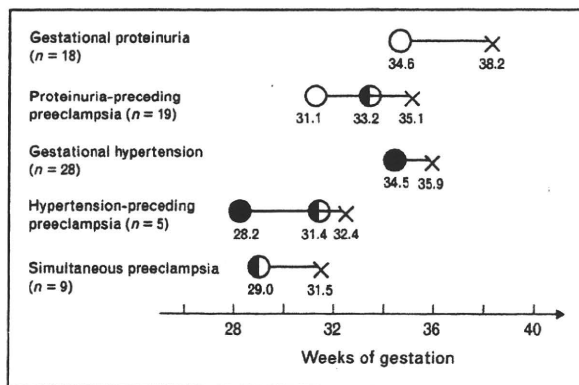 Gestational proteinuria
(n = 18)
34.6 38.2
Proteinuria-preceding
preeclampsia (n = 19)
31.1 33.2 35.1
Gestational hypertension
(n = 28)
34.5 35.9
Hypertension-preceding
preeclampsia (n = 5)
28.2 31.4 32.4
Simultaneous preeclampsia
(n = 9)
29.0 31.5
28 32 36 40
Weeks of gestation